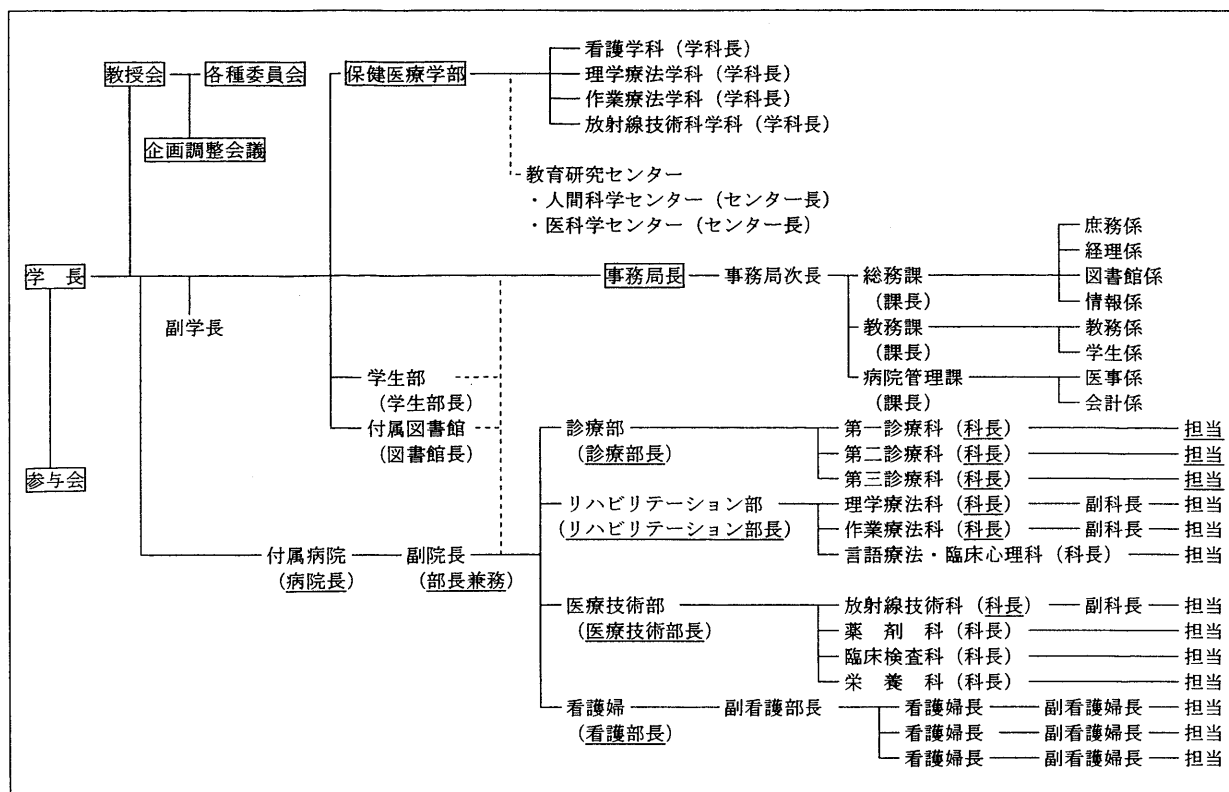 看護学科（学科長）
教授会 各種委員会 保健医療学部 理学療法学科（学科長）
作業療法学科（学科長）
企画調整会議 放射線技術科学科（学科長）
教育研究センター
・人間科学センター（センター長）
・医科学センター（センター長）
庶務係
経理係
学　長 事務局長 事務局次長 総務課 図書館係
（課長） 情報係
副学長 教務課 教務係
（課長） 学生係
学生部 病院管理課 医事係
（学生部長） （課長） 会計係
付属図書館 診療部 第一診療科（科長） 担当
（図書館長） （診療部長） 第二診療科（科長） 担当
参与会 第三診療科（科長） 担当
リハビリテーション部 理学療法科（科長） 副科長 担当
（リハビリテーション部長） 作業療法科（科長） 副科長 担当
付属病院 副院長 言語療法・臨床心理科（科長） 担当
（病院長） （部長兼務）
医療技術部 放射線技術科（科長） 副科長 担当
（医療技術部長） 薬　剤　科（科長） 担当
臨床検査科（科長） 担当
栄　養　科（科長） 担当
看護婦 副看護部長 看護婦長 副看護婦長 担当
（看護部長） 看護婦長 副看護婦長 担当
看護婦長 副看護婦長 担当